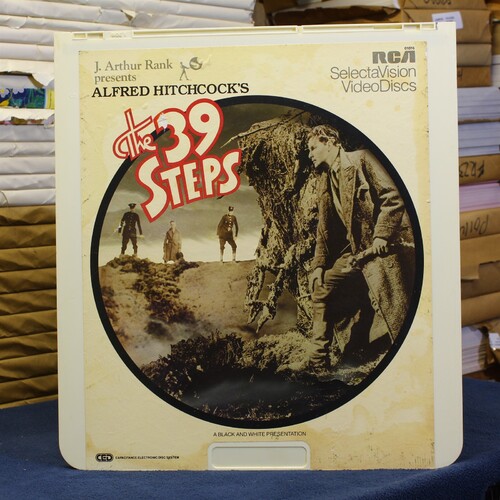 J. Arthur Rank
presents
ALFRED HITCHCOCK'S
The 39
STEPS
RCA
SelectaVision
VideoDiscs
A BLACK AND WHITE PRESENTATION
CED CAPACITANCE ELECTRONIC DISC SYSTEM